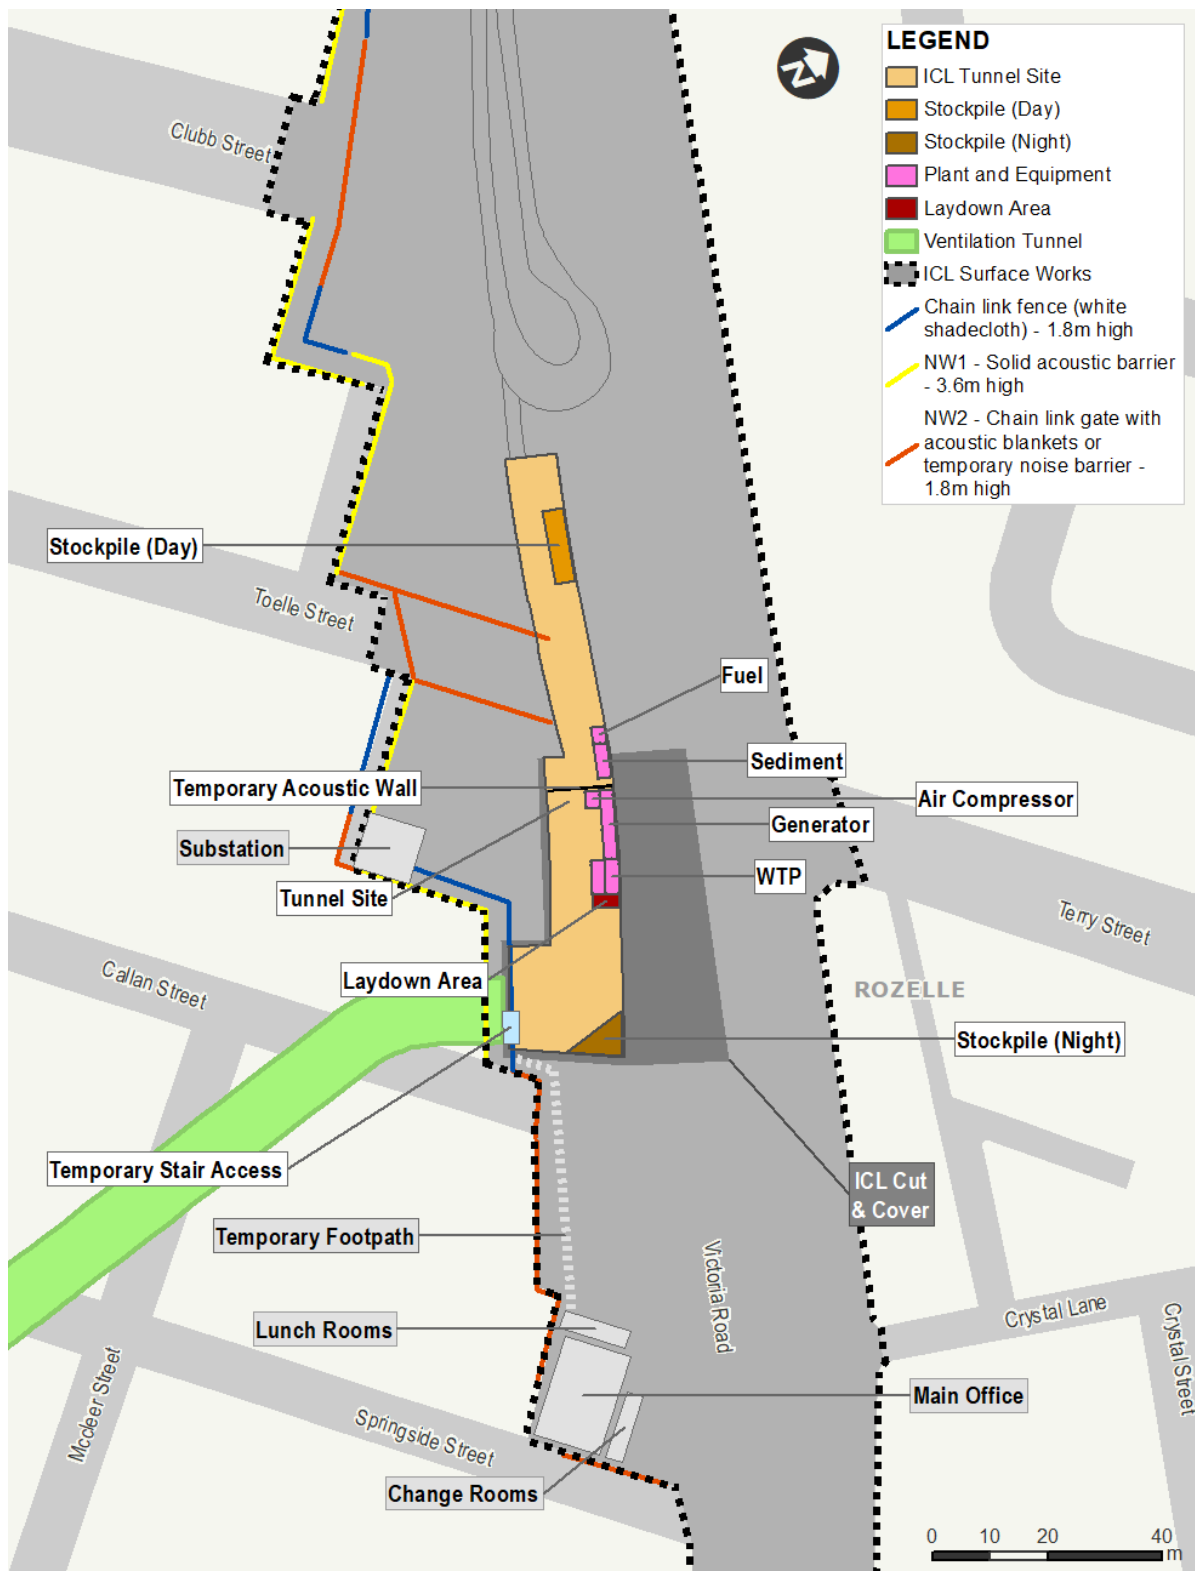 LEGEND
ICL Tunnel Site
Stockpile (Day)
Stockpile (Night)
Plant and Equipment
Laydown Area
Ventilation Tunnel
ICL Surface Works
Chain link fence (white
shadecloth) - 1.8m high
NW1 - Solid acoustic barrier
- 3.6m high
NW2 - Chain link gate with
acoustic blankets or
temporary noise barrier -
1.8m high
N
Clubb Street
Stockpile (Day)
Toelle Street
Fuel
Sediment
Temporary Acoustic Wall
Air Compressor
Generator
Substation
WTP
Tunnel Site
Terry Street
Callan Street
Laydown Area
ROZELLE
Stockpile (Night)
Temporary Stair Access
ICL Cut
& Cover
Temporary Footpath
Victoria Road
Lunch Rooms
Crystal Lane
Crystal Street
Mccleer Street
Main Office
Springside Street
Change Rooms
0 10 20 40
m